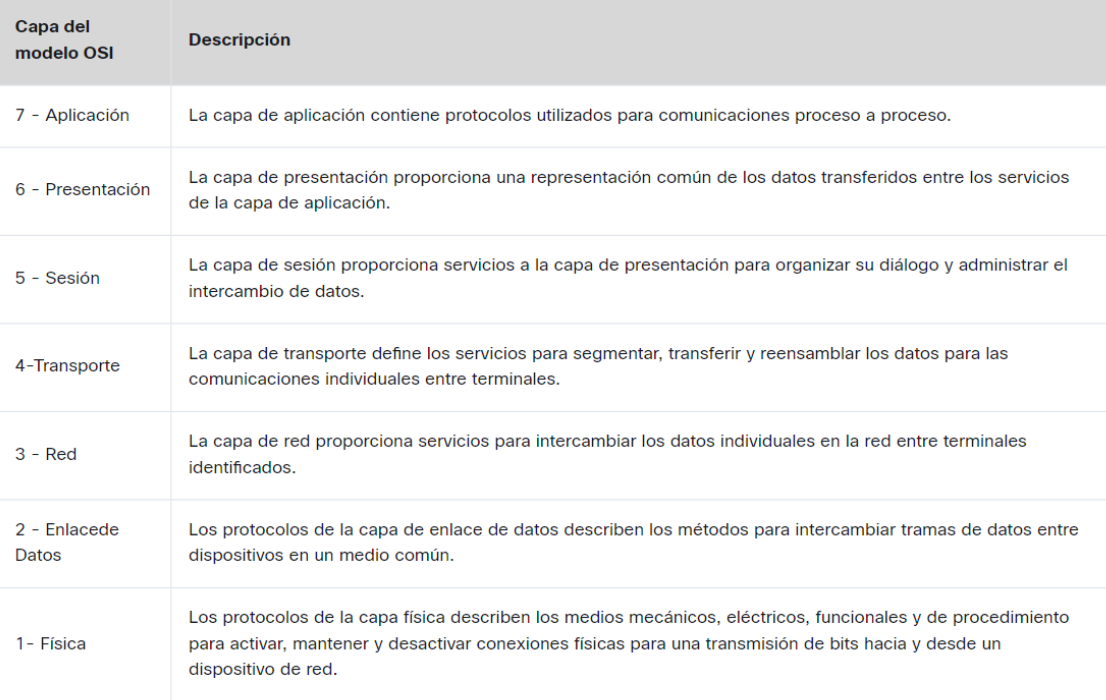 Capa del
modelo OSI
Descripción
7 - Aplicación
La capa de aplicación contiene protocolos utilizados para comunicaciones proceso a proceso.
6 - Presentación
La capa de presentación proporciona una representación común de los datos transferidos entre los servicios
de la capa de aplicación.
5 - Sesión
La capa de sesión proporciona servicios a la capa de presentación para organizar su diálogo y administrar el
intercambio de datos.
4-Transporte
La capa de transporte define los servicios para segmentar, transferir y reensamblar los datos para las
comunicaciones individuales entre terminales.
3 - Red
La capa de red proporciona servicios para intercambiar los datos individuales en la red entre terminales
identificados.
2 - Enlacede
Datos
Los protocolos de la capa de enlace de datos describen los métodos para intercambiar tramas de datos entre
dispositivos en un medio común.
1- Física
Los protocolos de la capa física describen los medios mecánicos, eléctricos, funcionales y de procedimiento
para activar, mantener y desactivar conexiones físicas para una transmisión de bits hacia y desde un
dispositivo de red.